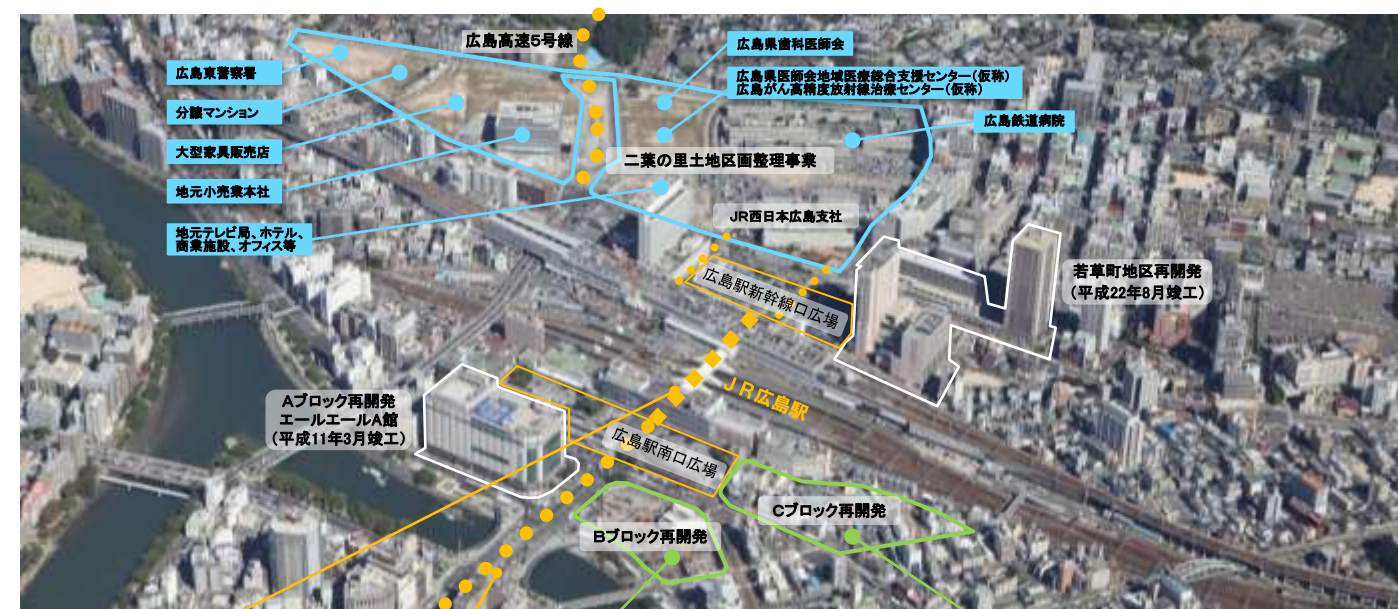 広島高速5号線
広島県歯科医師会
広島東警察署
広島県医師会地域医療総合支援センター(仮称)
広島がん高精度放射線治療センター(仮称)
分譲マンション
広島鉄道病院
大型家具販売店
二葉の里土地区画整理事業
地元小売業本社
JR西日本広島支社
地元テレビ局、ホテル、
商業施設、オフィス等
若草町地区再開発
(平成22年8月竣工)
広島駅新幹線口広場
JR広島駅
Aブロック再開発
エールエールA館
(平成11年3月竣工)
広島駅南口広場
Cブロック再開発
Bブロック再開発